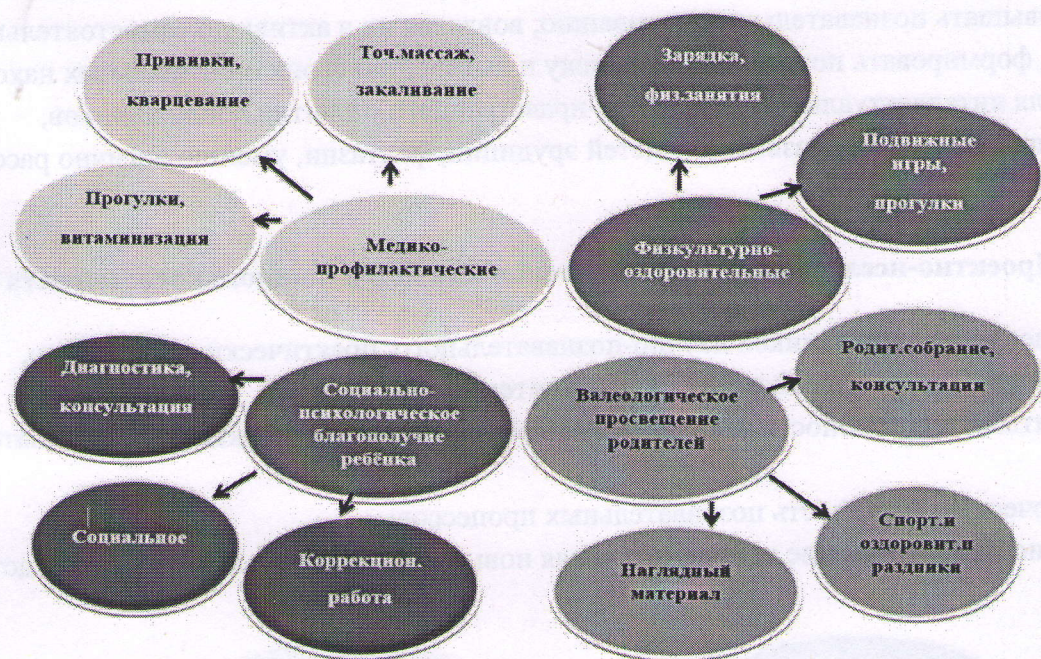 Прививки,
кварцевание
Точ.массаж,
закаливание
Зарядка,
физ.занятия
Подвижные
игры,
прогулки
Прогулки,
витаминизация
Медико-
профилактические
Физкультурно-
оздоровительные
Диагностика,
консультация
Социально-
психологическое
благополучие
ребёнка
Валеологическое
просвещение
родителей
Родит.собрание,
консультации
Социальное
Коррекцион.
работа
Наглядный
материал
Спорт.и
оздоровит.п
раздники